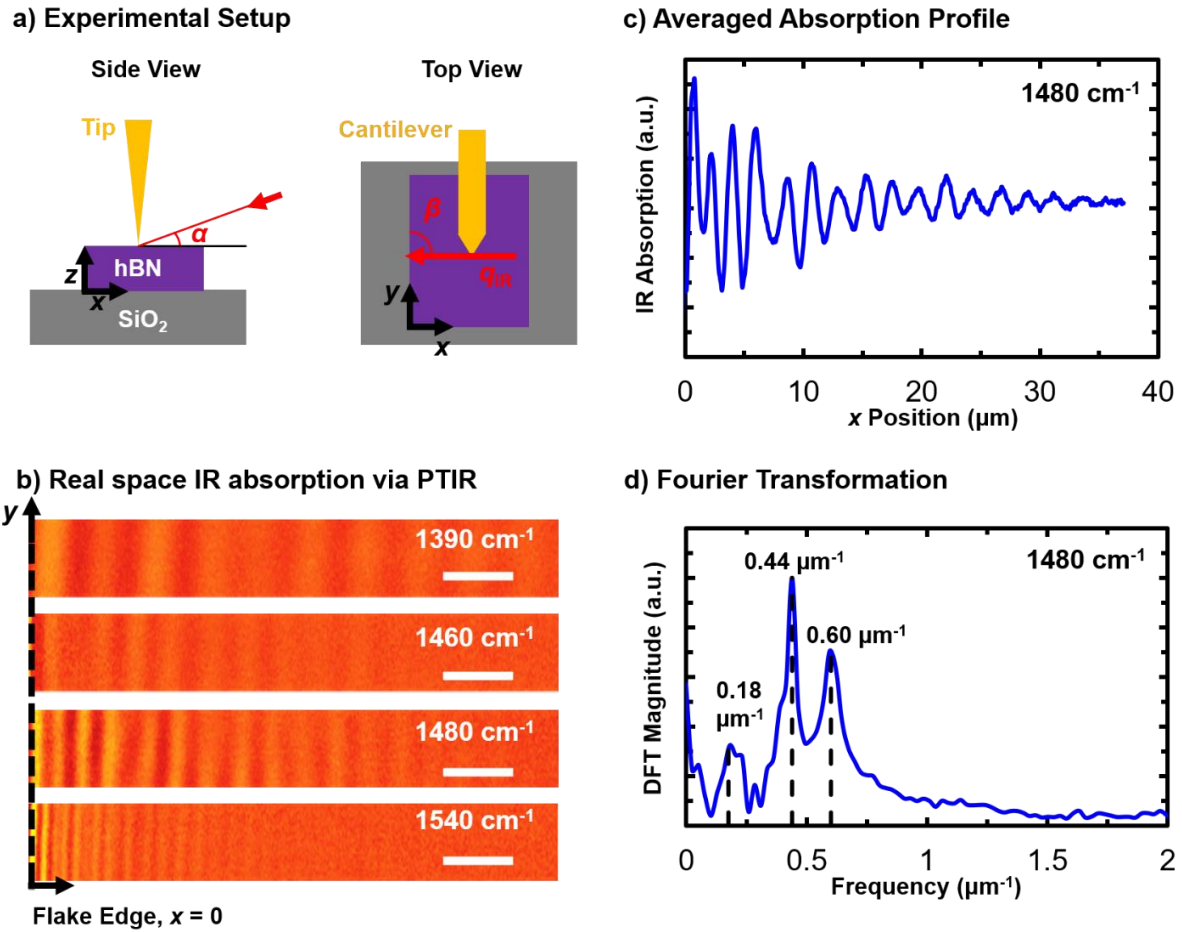 a) Experimental Setup
Side View
Top View
Tip
Cantilever
α
β
hBN
q_IR
z
x
SiO₂
y
x
b) Real space IR absorption via PTIR
y
1390 cm⁻¹
1460 cm⁻¹
1480 cm⁻¹
1540 cm⁻¹
Flake Edge, x = 0
c) Averaged Absorption Profile
1480 cm⁻¹
IR Absorption (a.u.)
0 10 20 30 40
x Position (µm)
d) Fourier Transformation
1480 cm⁻¹
0.44 µm⁻¹
0.60 µm⁻¹
0.18
µm⁻¹
DFT Magnitude (a.u.)
0 0.5 1 1.5 2
Frequency (µm⁻¹)